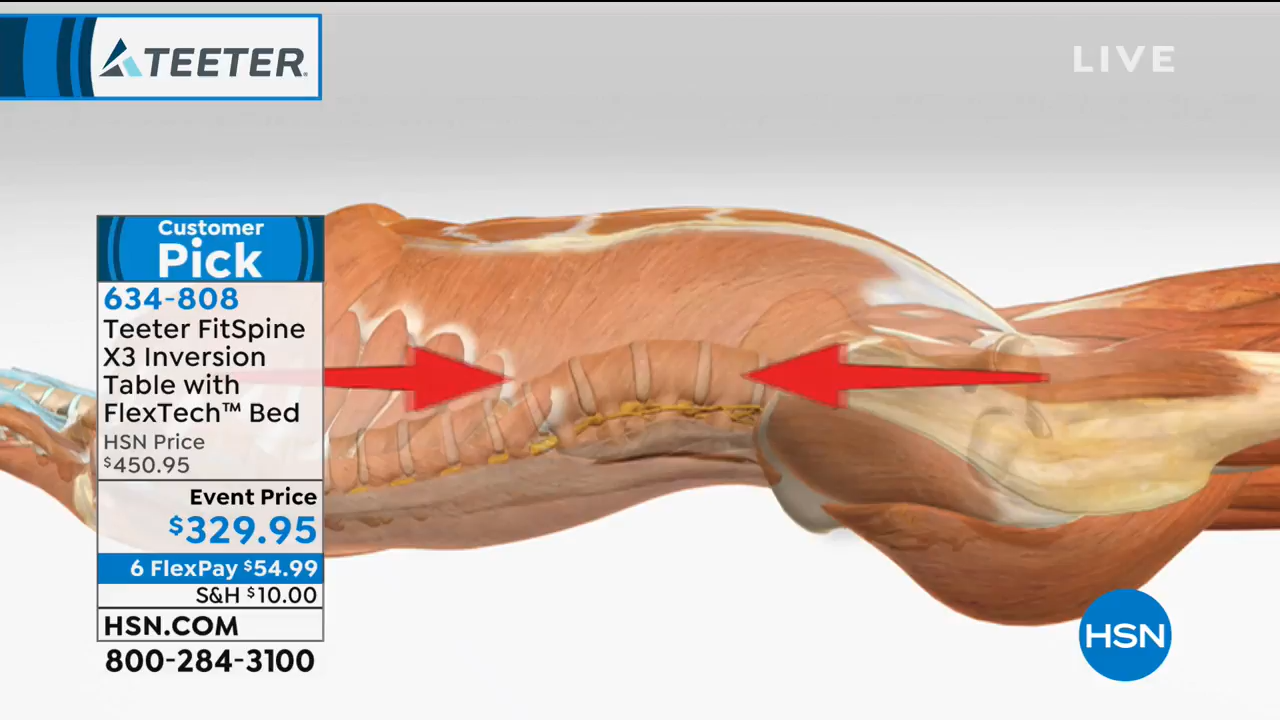 TEETER.
LIVE
Customer
Pick
634-808
Teeter FitSpine
X3 Inversion
Table with
FlexTech™ Bed
HSN Price
$450.95
Event Price
$329.95
6 FlexPay $54.99
S&H $10.00
HSN.COM
800-284-3100
HSN